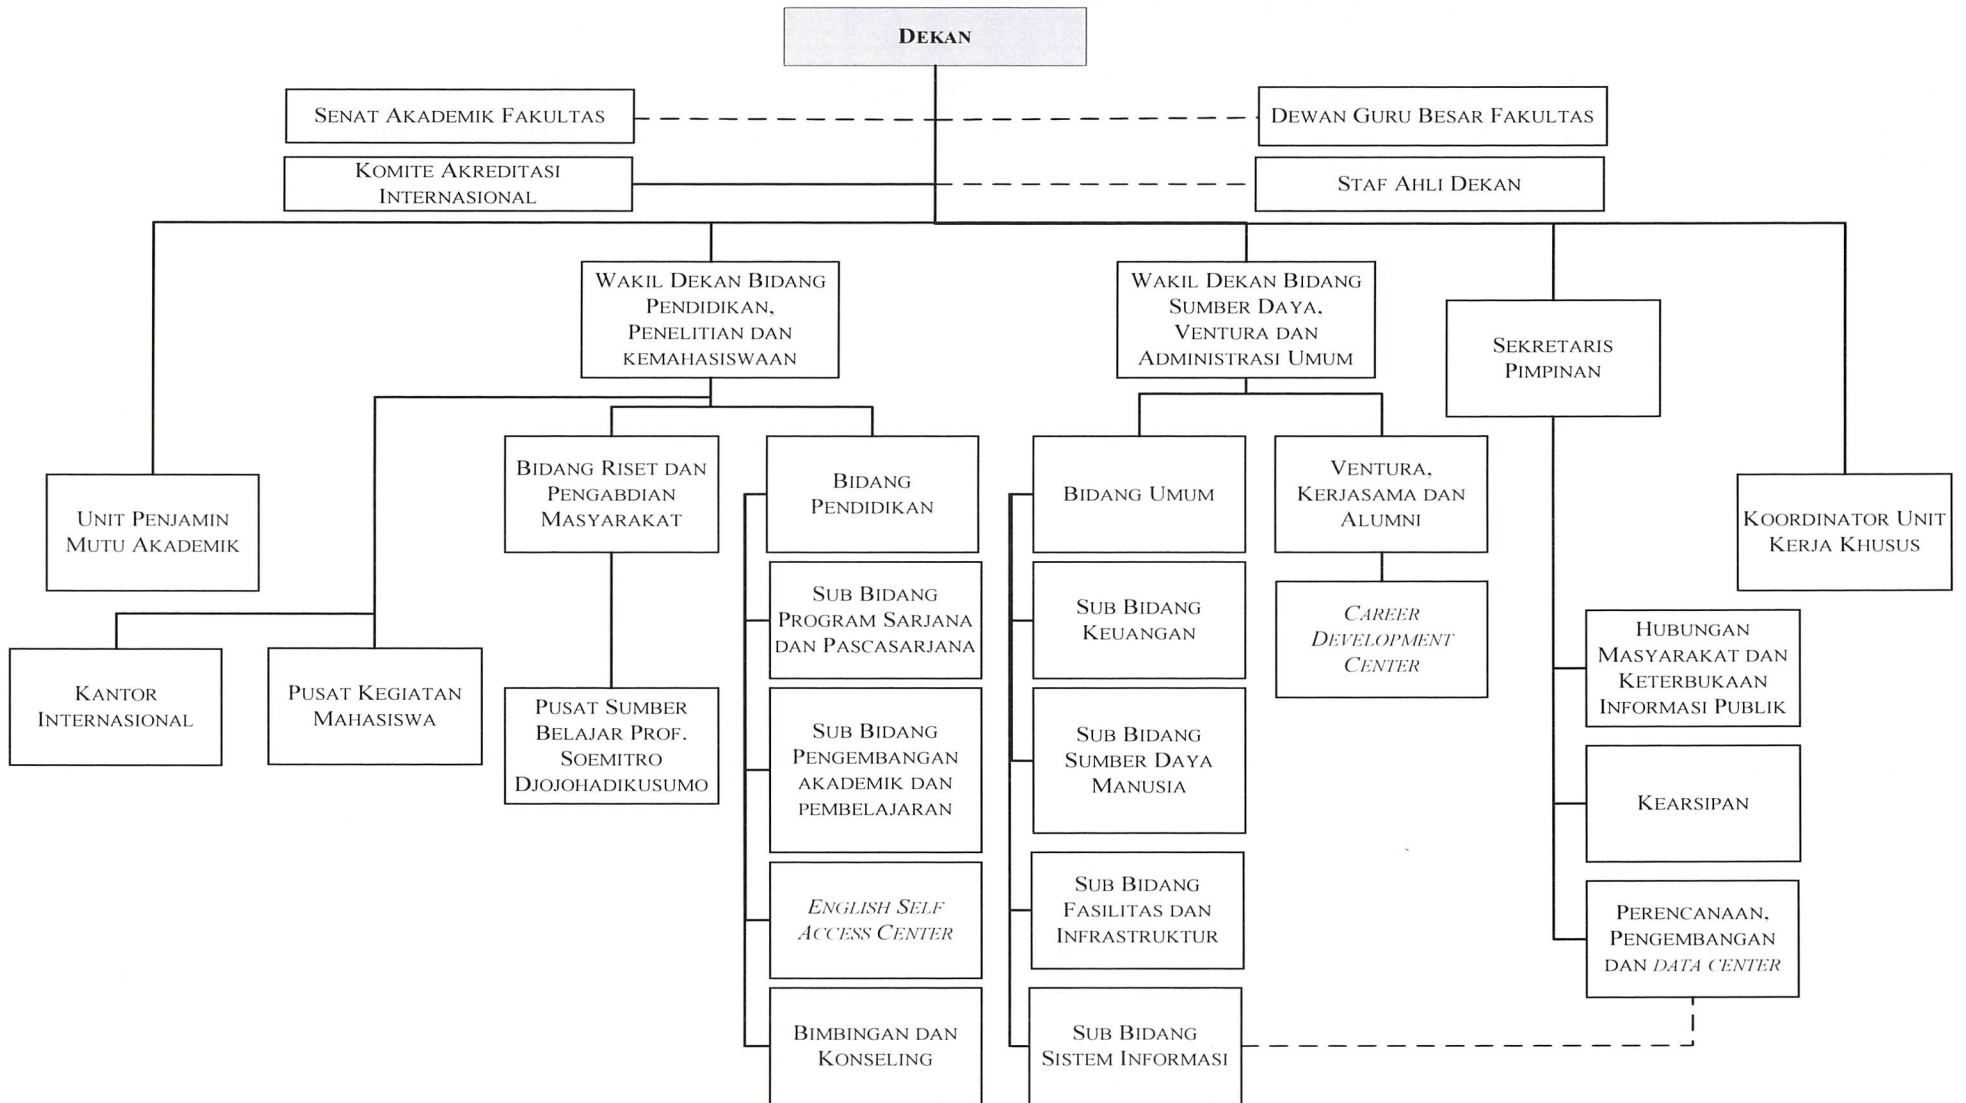 DEKAN
SENAT AKADEMIK FAKULTAS
DEWAN GURU BESAR FAKULTAS
KOMITE AKREDITASI
INTERNASIONAL
STAF AHLI DEKAN
WAKIL DEKAN BIDANG
PENDIDIKAN,
PENELITIAN DAN
KEMAHASISWAAN
WAKIL DEKAN BIDANG
SUMBER DAYA,
VENTURA DAN
ADMINISTRASI UMUM
SEKRETARIS
PIMPINAN
UNIT PENJAMIN
MUTU AKADEMIK
BIDANG RISET DAN
PENGABDIAN
MASYARAKAT
BIDANG
PENDIDIKAN
BIDANG UMUM
VENTURA,
KERJASAMA DAN
ALUMNI
KOORDINATOR UNIT
KERJA KHUSUS
KANTOR
INTERNASIONAL
PUSAT KEGIATAN
MAHASISWA
PUSAT SUMBER
BELAJAR PROF.
SOEMITRO
DJOJOHADIKUSUMO
SUB BIDANG
PROGRAM SARJANA
DAN PASCASARJANA
SUB BIDANG
KEUANGAN
CAREER
DEVELOPMENT
CENTER
HUBUNGAN
MASYARAKAT DAN
KETERBUKAAN
INFORMASI PUBLIK
SUB BIDANG
PENGEMBANGAN
AKADEMIK DAN
PEMBELAJARAN
SUB BIDANG
SUMBER DAYA
MANUSIA
KEARSIPAN
ENGLISH SELF
ACCESS CENTER
SUB BIDANG
FASILITAS DAN
INFRASTRUKTUR
PERENCANAAN,
PENGEMBANGAN
DAN DATA CENTER
BIMBINGAN DAN
KONSELING
SUB BIDANG
SISTEM INFORMASI